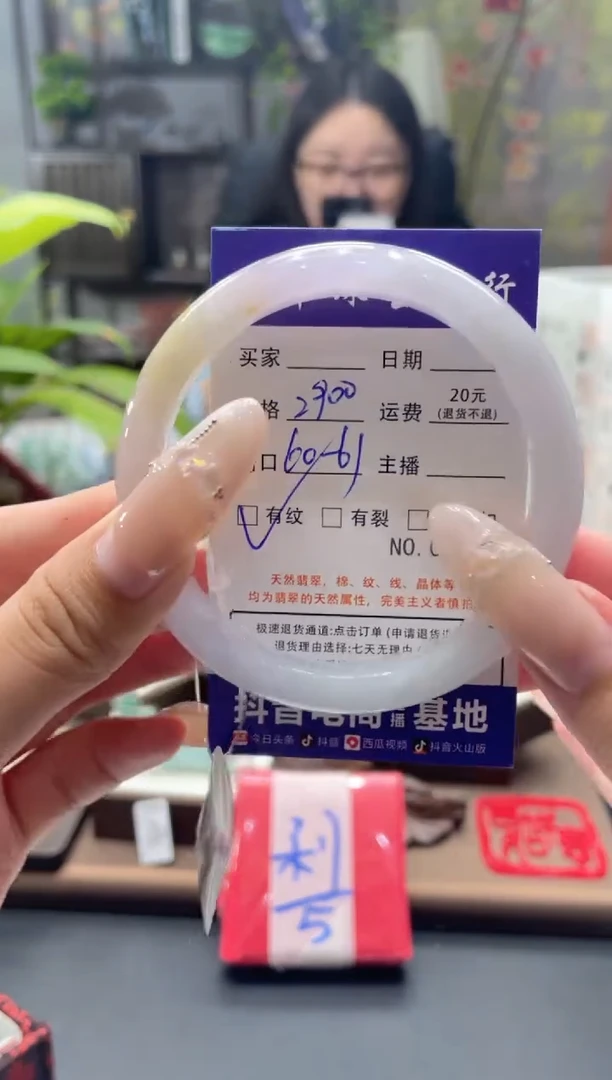 行
买家 日期
格 2900 运费 20元
(退货不退)
口 60-61 主播
有纹 有裂
NO.
天然翡翠，棉、纹、线、晶体等
均为翡翠的天然属性，完美主义者慎拍
极速退货通道:点击订单(申请退货
退货理由选择:七天无理由(
抖音电商 播 基地
今日头条 抖音 西瓜视频 抖音火山版
利
5